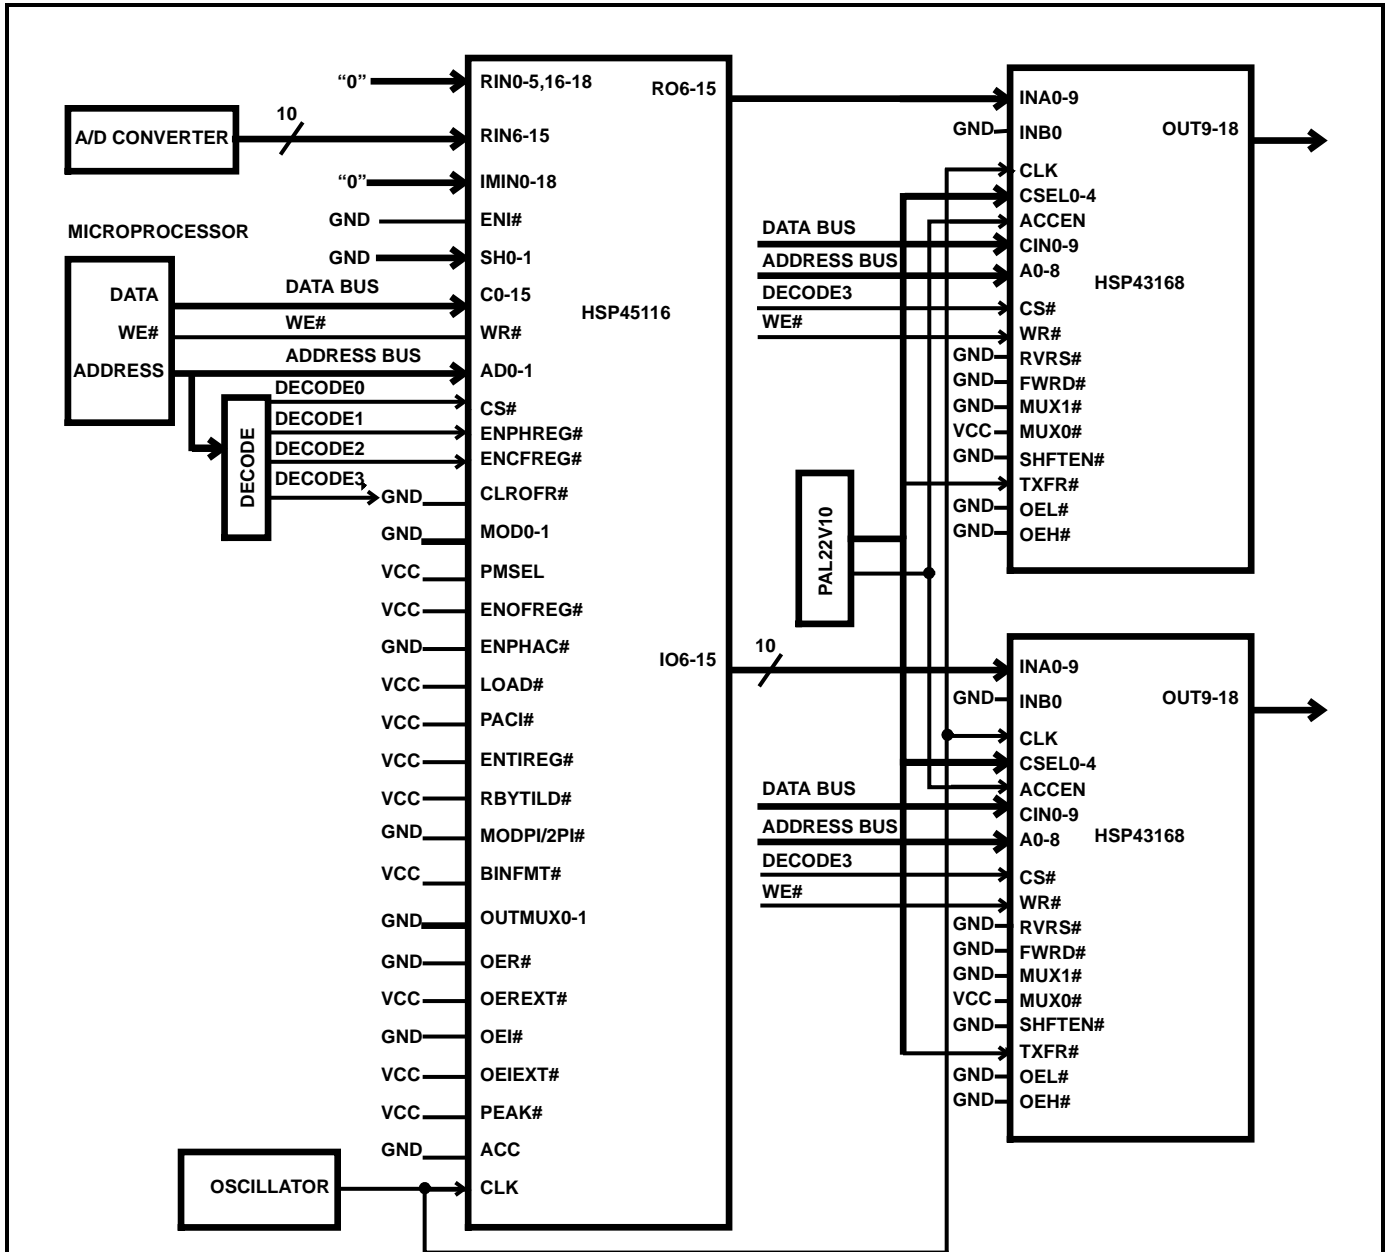 “0”
RIN0-5,16-18
A/D CONVERTER
10
RIN6-15
“0”
IMIN0-18
GND
ENI#
MICROPROCESSOR
GND
SH0-1
DATA
DATA BUS
C0-15
WE#
WE#
WR#
ADDRESS
ADDRESS BUS
AD0-1
DECODE
DECODE0
CS#
DECODE1
ENPHREG#
DECODE2
ENCFREG#
DECODE3
GND
CLROFR#
GND
MOD0-1
VCC
PMSEL
VCC
ENOFREG#
GND
ENPHAC#
VCC
LOAD#
VCC
PACI#
VCC
ENTIREG#
VCC
RBYTILD#
GND
MODPI/2PI#
VCC
BINFMT#
GND
OUTMUX0-1
GND
OER#
VCC
OEREXT#
GND
OEI#
VCC
OEIEXT#
VCC
PEAK#
GND
ACC
OSCILLATOR
CLK
HSP45116
RO6-15
IO6-15
10
PAL22V10
INA0-9
GND
INB0
OUT9-18
CLK
CSEL0-4
ACCEN
DATA BUS
CIN0-9
ADDRESS BUS
A0-8
HSP43168
DECODE3
CS#
WE#
WR#
GND
RVRS#
GND
FWRD#
GND
MUX1#
VCC
MUX0#
GND
SHFTEN#
TXFR#
GND
OEL#
GND
OEH#
INA0-9
GND
INB0
OUT9-18
CLK
CSEL0-4
ACCEN
DATA BUS
CIN0-9
ADDRESS BUS
A0-8
HSP43168
DECODE3
CS#
WE#
WR#
GND
RVRS#
GND
FWRD#
GND
MUX1#
VCC
MUX0#
GND
SHFTEN#
TXFR#
GND
OEL#
GND
OEH#